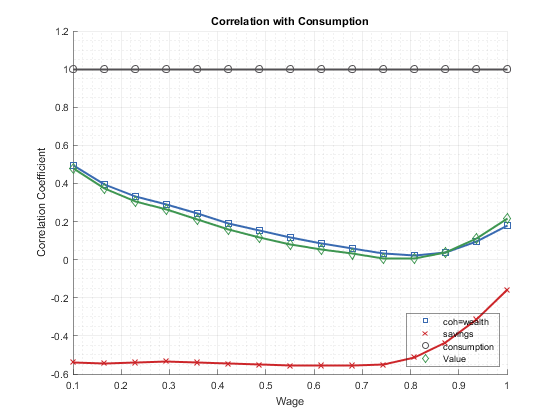 Correlation with Consumption
1.2
1
0.8
0.6
0.4
0.2
0
-0.2
-0.4
-0.6
Correlation Coefficient
0.1 0.2 0.3 0.4 0.5 0.6 0.7 0.8 0.9 1
Wage
coh=wealth
savings
consumption
Value